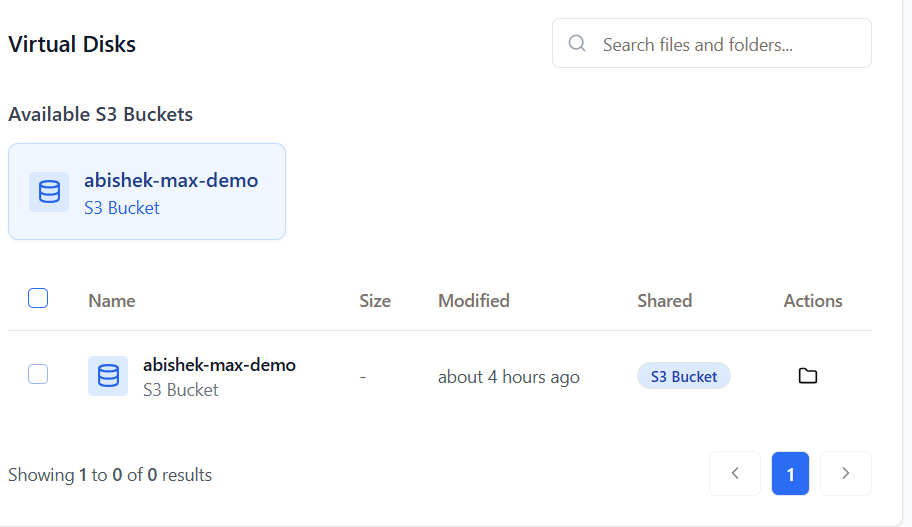 Virtual Disks
Search files and folders...
Available S3 Buckets
abishek-max-demo
S3 Bucket
Name Size Modified Shared Actions
abishek-max-demo
S3 Bucket
- about 4 hours ago S3 Bucket
Showing 1 to 0 of 0 results
1